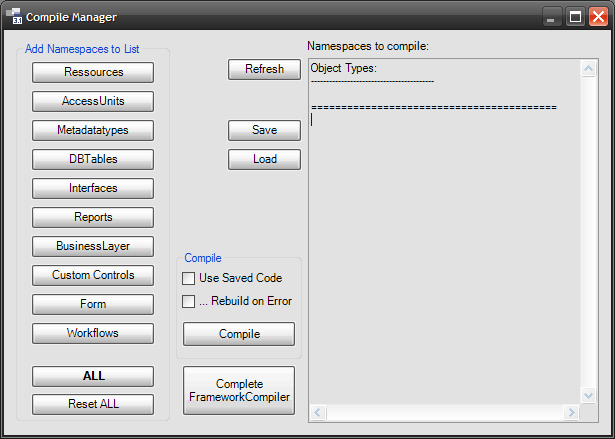 Compile Manager
Add Namespaces to List
Ressources
AccessUnits
Metadatatypes
DBTables
Interfaces
Reports
BusinessLayer
Custom Controls
Form
Workflows
ALL
Reset ALL
Refresh
Save
Load
Compile
Use Saved Code
... Rebuild on Error
Compile
Complete
FrameworkCompiler
Namespaces to compile:
Object Types:
-----------------------------------------
=========================================